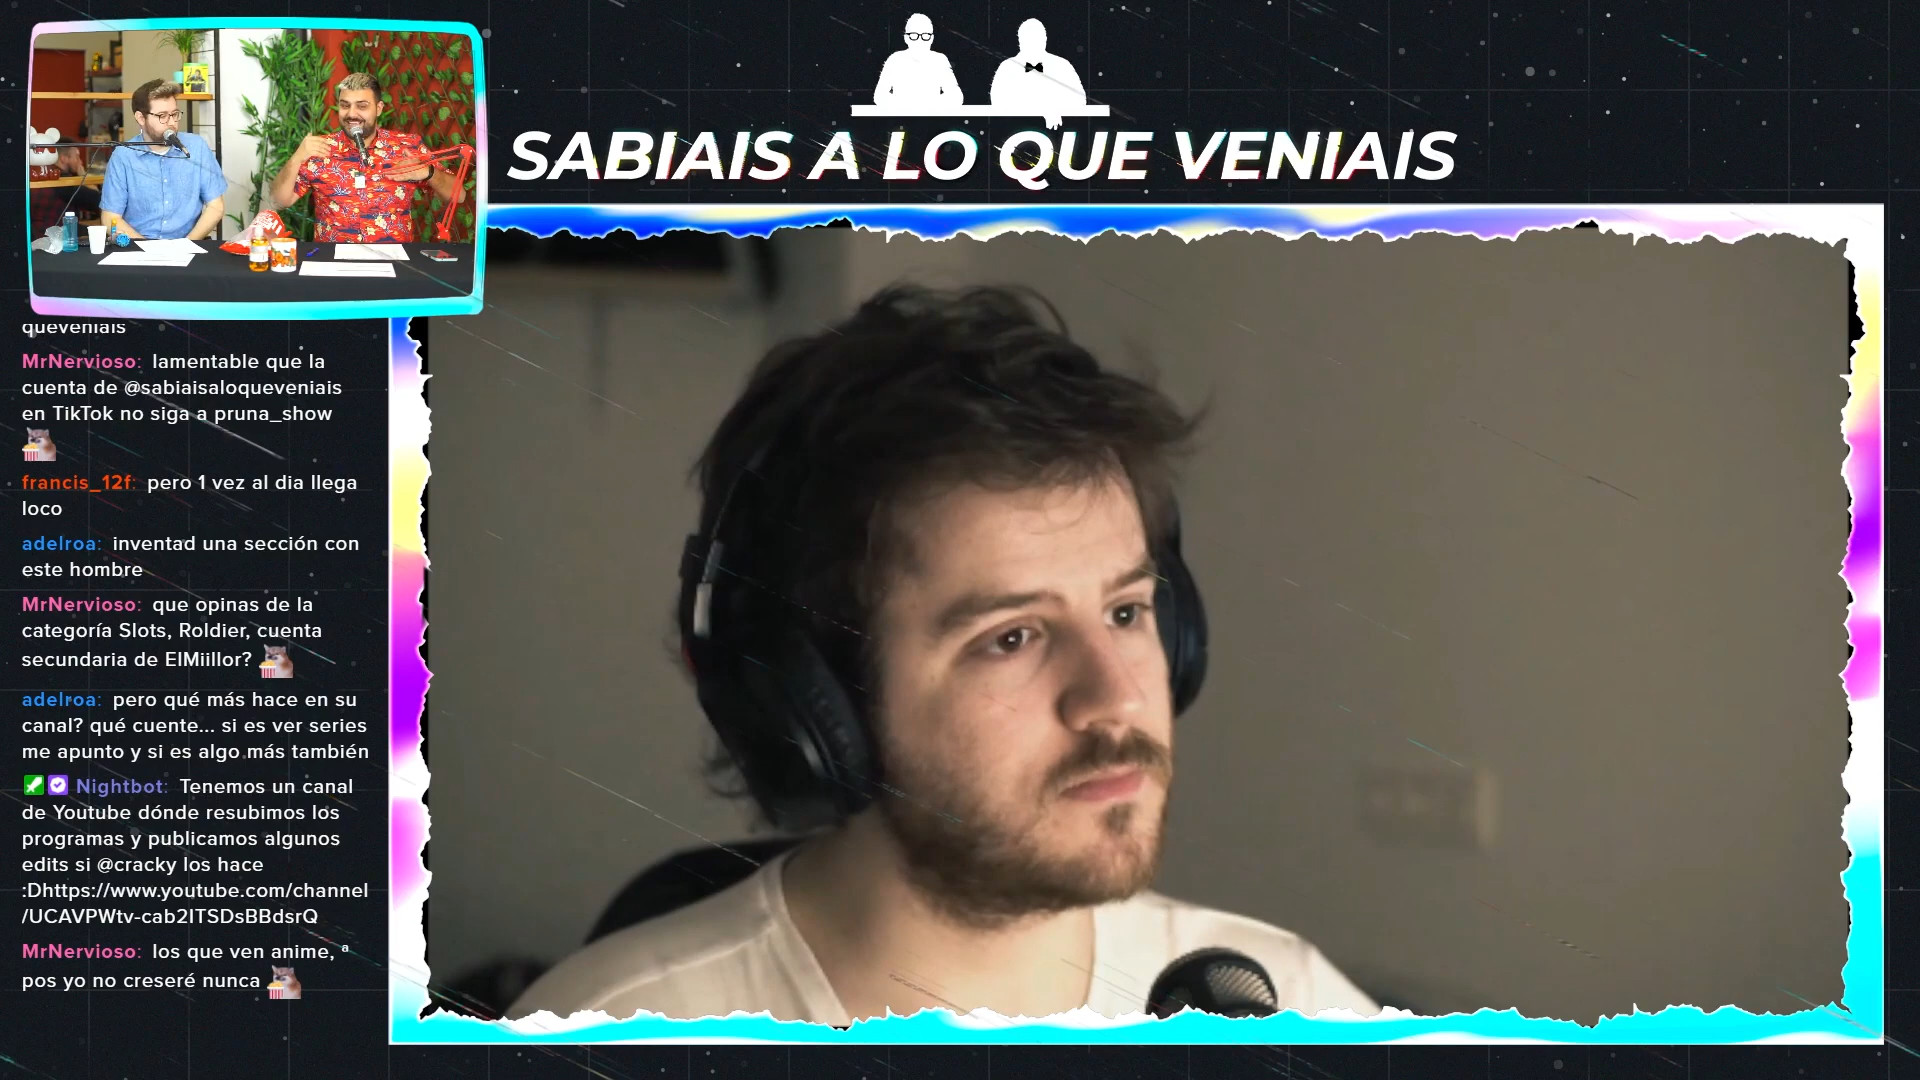 SABIAIS A LO QUE VENIAIS
queveniais
MrNervioso: lamentable que la
cuenta de @sabiaisaloqueveniais
en TikTok no siga a pruna_show
francis_12f: pero 1 vez al dia llega
loco
adelroa: inventad una sección con
este hombre
MrNervioso: que opinas de la
categoría Slots, Roldier, cuenta
secundaria de ElMiillor?
adelroa: pero qué más hace en su
canal? qué cuente... si es ver series
me apunto y si es algo más también
Nightbot: Tenemos un canal
de Youtube dónde resubimos los
programas y publicamos algunos
edits si @cracky los hace
:Dhttps://www.youtube.com/channel
/UCAVPWtv-cab2ITSDsBBdsrQ
MrNervioso: los que ven anime, ª
pos yo no creseré nunca